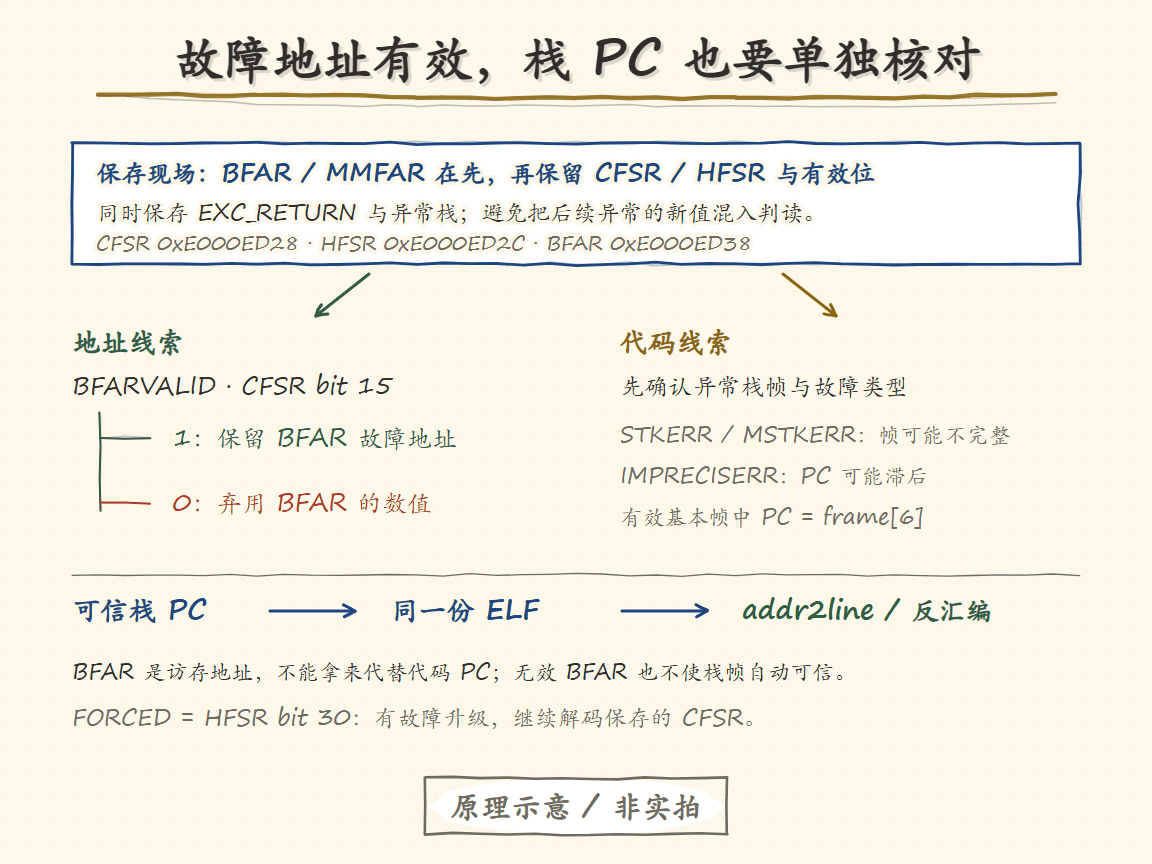 故障地址有效，栈 PC 也要单独核对
保存现场：BFAR / MMFAR 在先，再保留 CFSR / HFSR 与有效位
同时保存 EXC_RETURN 与异常栈；避免把后续异常的新值混入判读。
CFSR 0xE000ED28 · HFSR 0xE000ED2C · BFAR 0xE000ED38
地址线索
BFARVALID · CFSR bit 15
1：保留 BFAR 故障地址
0：弃用 BFAR 的数值
代码线索
先确认异常栈帧与故障类型
STKERR / MSTKERR：帧可能不完整
IMPRECISERR：PC 可能滞后
有效基本帧中 PC = frame[6]
可信栈 PC
同一份 ELF
addr2line / 反汇编
BFAR 是访存地址，不能拿来代替代码 PC；无效 BFAR 也不使栈帧自动可信。
FORCED = HFSR bit 30：有故障升级，继续解码保存的 CFSR。
原理示意 / 非实拍